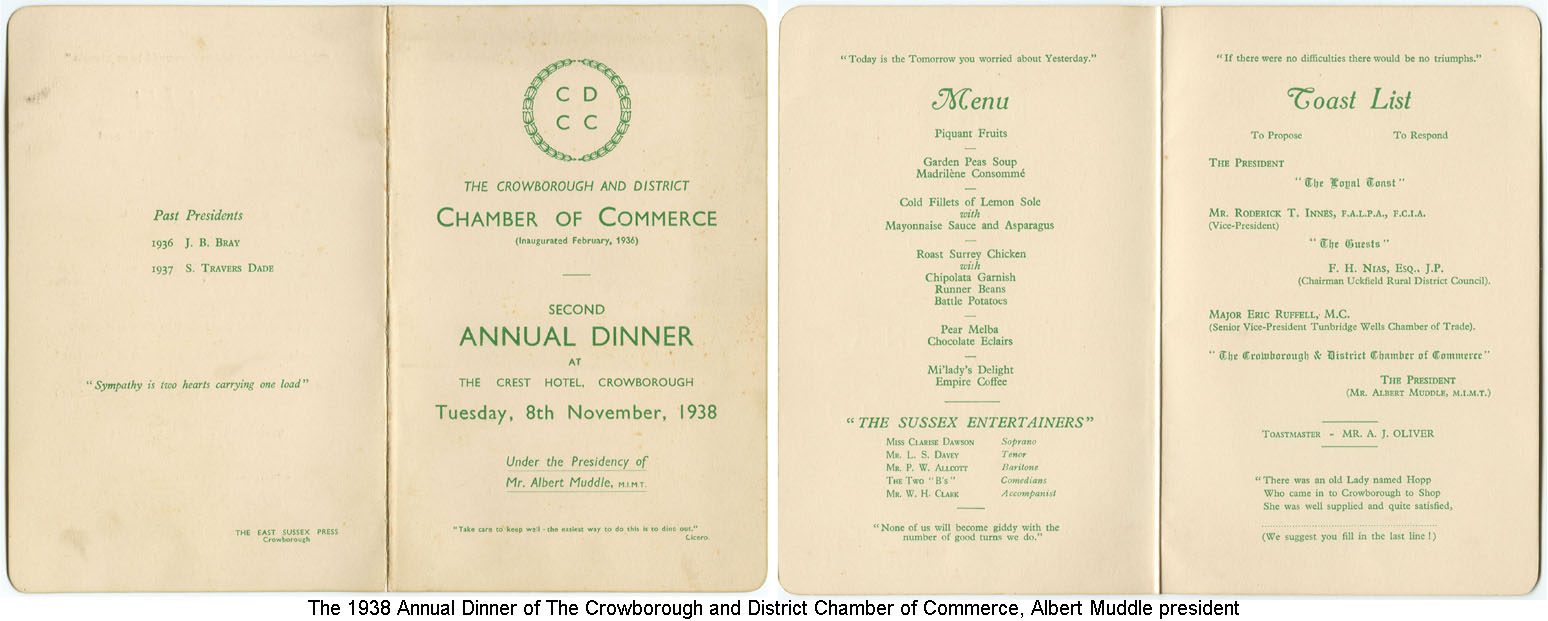 Past Presidents
1936 J. B. Bray
1937 S. Travers Dade
"Sympathy is two hearts carrying one load"
THE EAST SUSSEX PRESS
Crowborough
C D
C C
THE CROWBOROUGH AND DISTRICT
CHAMBER OF COMMERCE
(Inaugurated February, 1936)
SECOND
ANNUAL DINNER
AT
THE CREST HOTEL, CROWBOROUGH
Tuesday, 8th November, 1938
Under the Presidency of
Mr. Albert Muddle, M.I.M.T.
"Take care to keep well - the easiest way to do this is to dine out."
Cicero.
"Today is the Tomorrow you worried about Yesterday."
Menu
Piquant Fruits
Garden Peas Soup
Madrilène Consommé
Cold Fillets of Lemon Sole
with
Mayonnaise Sauce and Asparagus
Roast Surrey Chicken
with
Chipolata Garnish
Runner Beans
Battle Potatoes
Pear Melba
Chocolate Eclairs
Mi'lady's Delight
Empire Coffee
"THE SUSSEX ENTERTAINERS"
Miss Clarise Dawson Soprano
Mr. L. S. Davey Tenor
Mr. P. W. Allcott Baritone
The Two "B's" Comedians
Mr. W. H. Clark Accompanist
"None of us will become giddy with the
number of good turns we do."
"If there were no difficulties there would be no triumphs."
Toast List
To Propose To Respond
The President
"The Royal Toast"
Mr. Roderick T. Innes, F.A.L.P.A., F.C.I.A.
(Vice-President)
"The Guests"
F. H. Nias, Esq., J.P.
(Chairman Uckfield Rural District Council).
Major Eric Ruffell, M.C.
(Senior Vice-President Tunbridge Wells Chamber of Trade).
"The Crowborough & District Chamber of Commerce"
The President
(Mr. Albert Muddle, M.I.M.T.)
Toastmaster - MR. A. J. OLIVER
"There was an old Lady named Hopp
Who came in to Crowborough to Shop
She was well supplied and quite satisfied,
(We suggest you fill in the last line!)
The 1938 Annual Dinner of The Crowborough and District Chamber of Commerce, Albert Muddle president